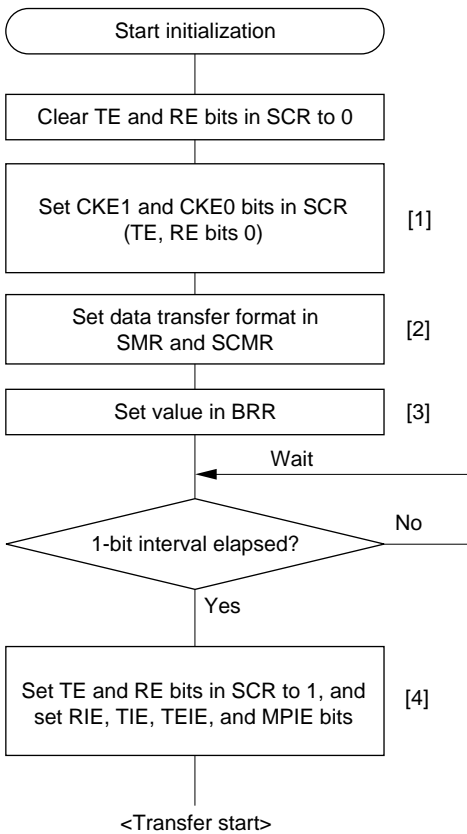 Start initialization
Clear TE and RE bits in SCR to 0
Set CKE1 and CKE0 bits in SCR
(TE, RE bits 0)
[1]
Set data transfer format in
SMR and SCMR
[2]
Set value in BRR
[3]
Wait
1-bit interval elapsed?
No
Yes
Set TE and RE bits in SCR to 1, and
set RIE, TIE, TEIE, and MPIE bits
[4]
<Transfer start>